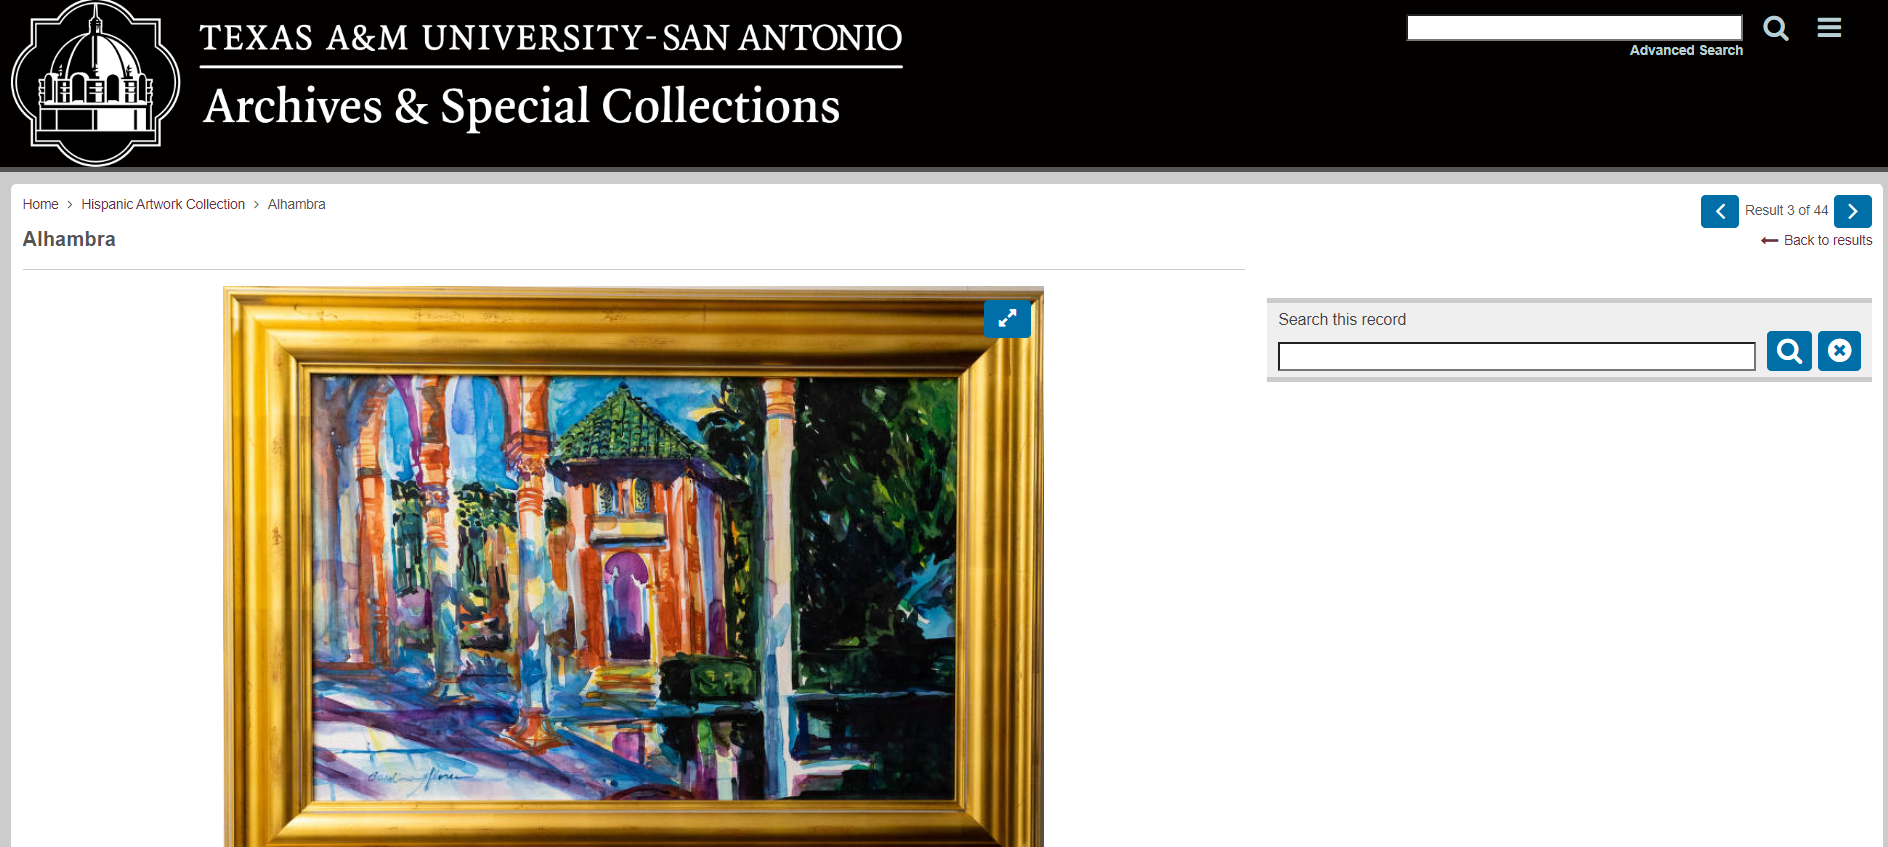 TEXAS A&M UNIVERSITY-SAN ANTONIO
Archives & Special Collections
Advanced Search
Home > Hispanic Artwork Collection > Alhambra
Result 3 of 44
Back to results
Alhambra
Search this record